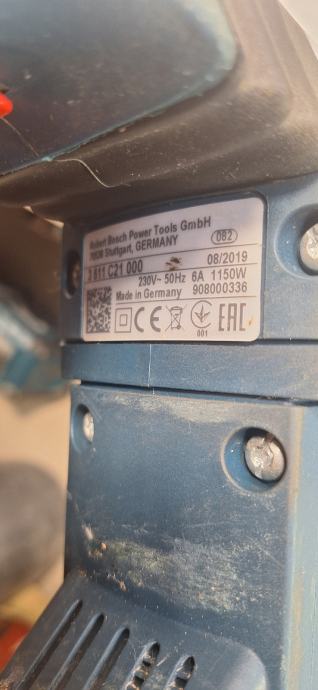 Robert Bosch Power Tools GmbH
70538 Stuttgart, GERMANY 082
3 611 C21 000 08/2019
230V~ 50Hz 6A 1150W
Made in Germany 908000336
CE 001 EAC